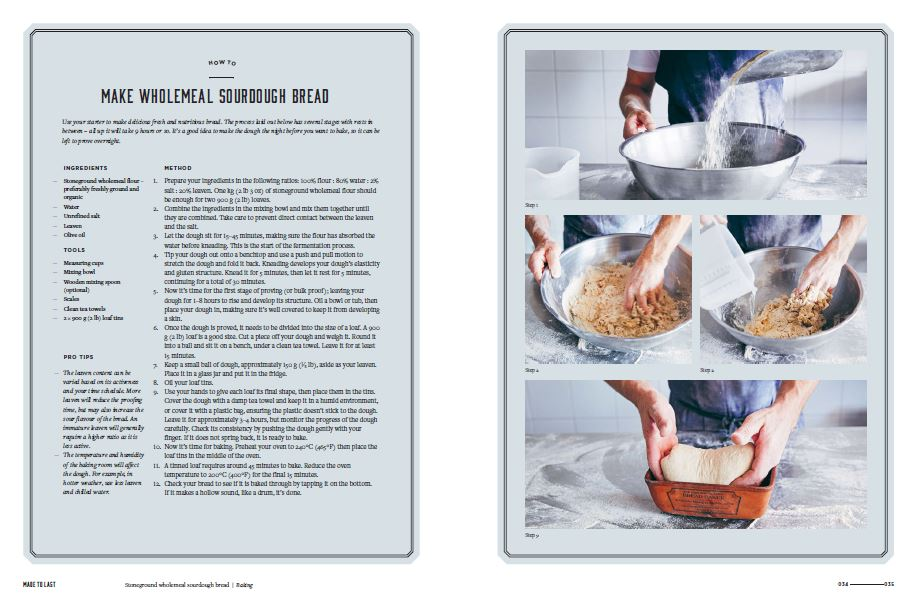 HOW TO
MAKE WHOLEMEAL SOURDOUGH BREAD
Use your starter to make delicious fresh and nutritious bread. The process laid out below has several stages with rests in
between – all up it will take 9 hours or so. It's a good idea to make the dough the night before you want to bake, so it can be
left to prove overnight.
INGREDIENTS
— Stoneground wholemeal flour –
preferably freshly ground and
organic
— Water
— Unrefined salt
— Leaven
— Olive oil
TOOLS
— Measuring cups
— Mixing bowl
— Wooden mixing spoon
(optional)
— Scales
— Clean tea towels
— 2 x 900 g (2 lb) loaf tins
PRO TIPS
— The leaven content can be
varied based on its activeness
and your time schedule. More
leaven will reduce the proofing
time, but may also increase the
sour flavour of the bread. An
immature leaven will generally
require a higher ratio as it is
less active.
— The temperature and humidity
of the baking room will affect
the dough. For example, in
hotter weather, use less leaven
and chilled water.
METHOD
1. Prepare your ingredients in the following ratios: 100% flour : 80% water : 2%
salt : 20% leaven. One kg (2 lb 3 oz) of stoneground wholemeal flour should
be enough for two 900 g (2 lb) loaves.
2. Combine the ingredients in the mixing bowl and mix them together until
they are combined. Take care to prevent direct contact between the leaven
and the salt.
3. Let the dough sit for 15–45 minutes, making sure the flour has absorbed the
water before kneading. This is the start of the fermentation process.
4. Tip your dough out onto a benchtop and use a push and pull motion to
stretch the dough and fold it back. Kneading develops your dough's elasticity
and gluten structure. Knead it for 5 minutes, then let it rest for 5 minutes,
continuing for a total of 30 minutes.
5. Now it's time for the first stage of proving (or bulk proof); leaving your
dough for 1–8 hours to rise and develop its structure. Oil a bowl or tub, then
place your dough in, making sure it's well covered to keep it from developing
a skin.
6. Once the dough is proved, it needs to be divided into the size of a loaf. A 900
g (2 lb) loaf is a good size. Cut a piece off your dough and weigh it. Round it
into a ball and sit it on a bench, under a clean tea towel. Leave it for at least
15 minutes.
7. Keep a small ball of dough, approximately 150 g (⅓ lb), aside as your leaven.
Place it in a glass jar and put it in the fridge.
8. Oil your loaf tins.
9. Use your hands to give each loaf its final shape, then place them in the tins.
Cover the dough with a damp tea towel and keep it in a humid environment,
or cover it with a plastic bag, ensuring the plastic doesn't stick to the dough.
Leave it for approximately 3–4 hours, but monitor the progress of the dough
carefully. Check its consistency by pushing the dough gently with your
finger. If it does not spring back, it is ready to bake.
10. Now it's time for baking. Preheat your oven to 240ºC (465ºF) then place the
loaf tins in the middle of the oven.
11. A tinned loaf requires around 45 minutes to bake. Reduce the oven
temperature to 200ºC (400ºF) for the final 15 minutes.
12. Check your bread to see if it is baked through by tapping it on the bottom.
If it makes a hollow sound, like a drum, it's done.
MADE TO LAST
Stoneground wholemeal sourdough bread | Baking
Step 1
Step 2
Step 2
BREAD BAKER
Step 9
034 035